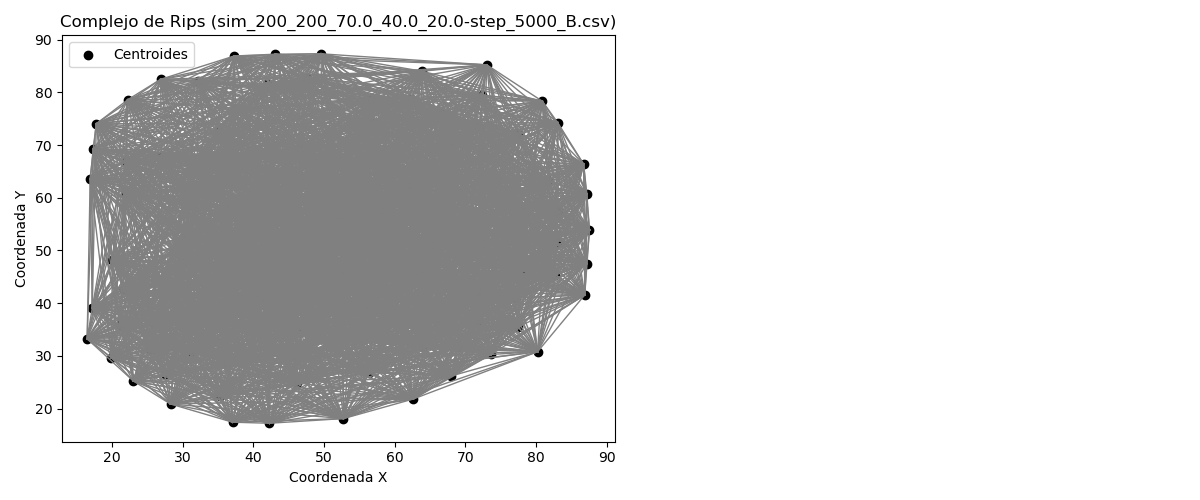 Complejo de Rips (sim_200_200_70.0_40.0_20.0-step_5000_B.csv)
Centroides
90
80
70
60
50
40
30
20
Coordenada Y
20 30 40 50 60 70 80 90
Coordenada X